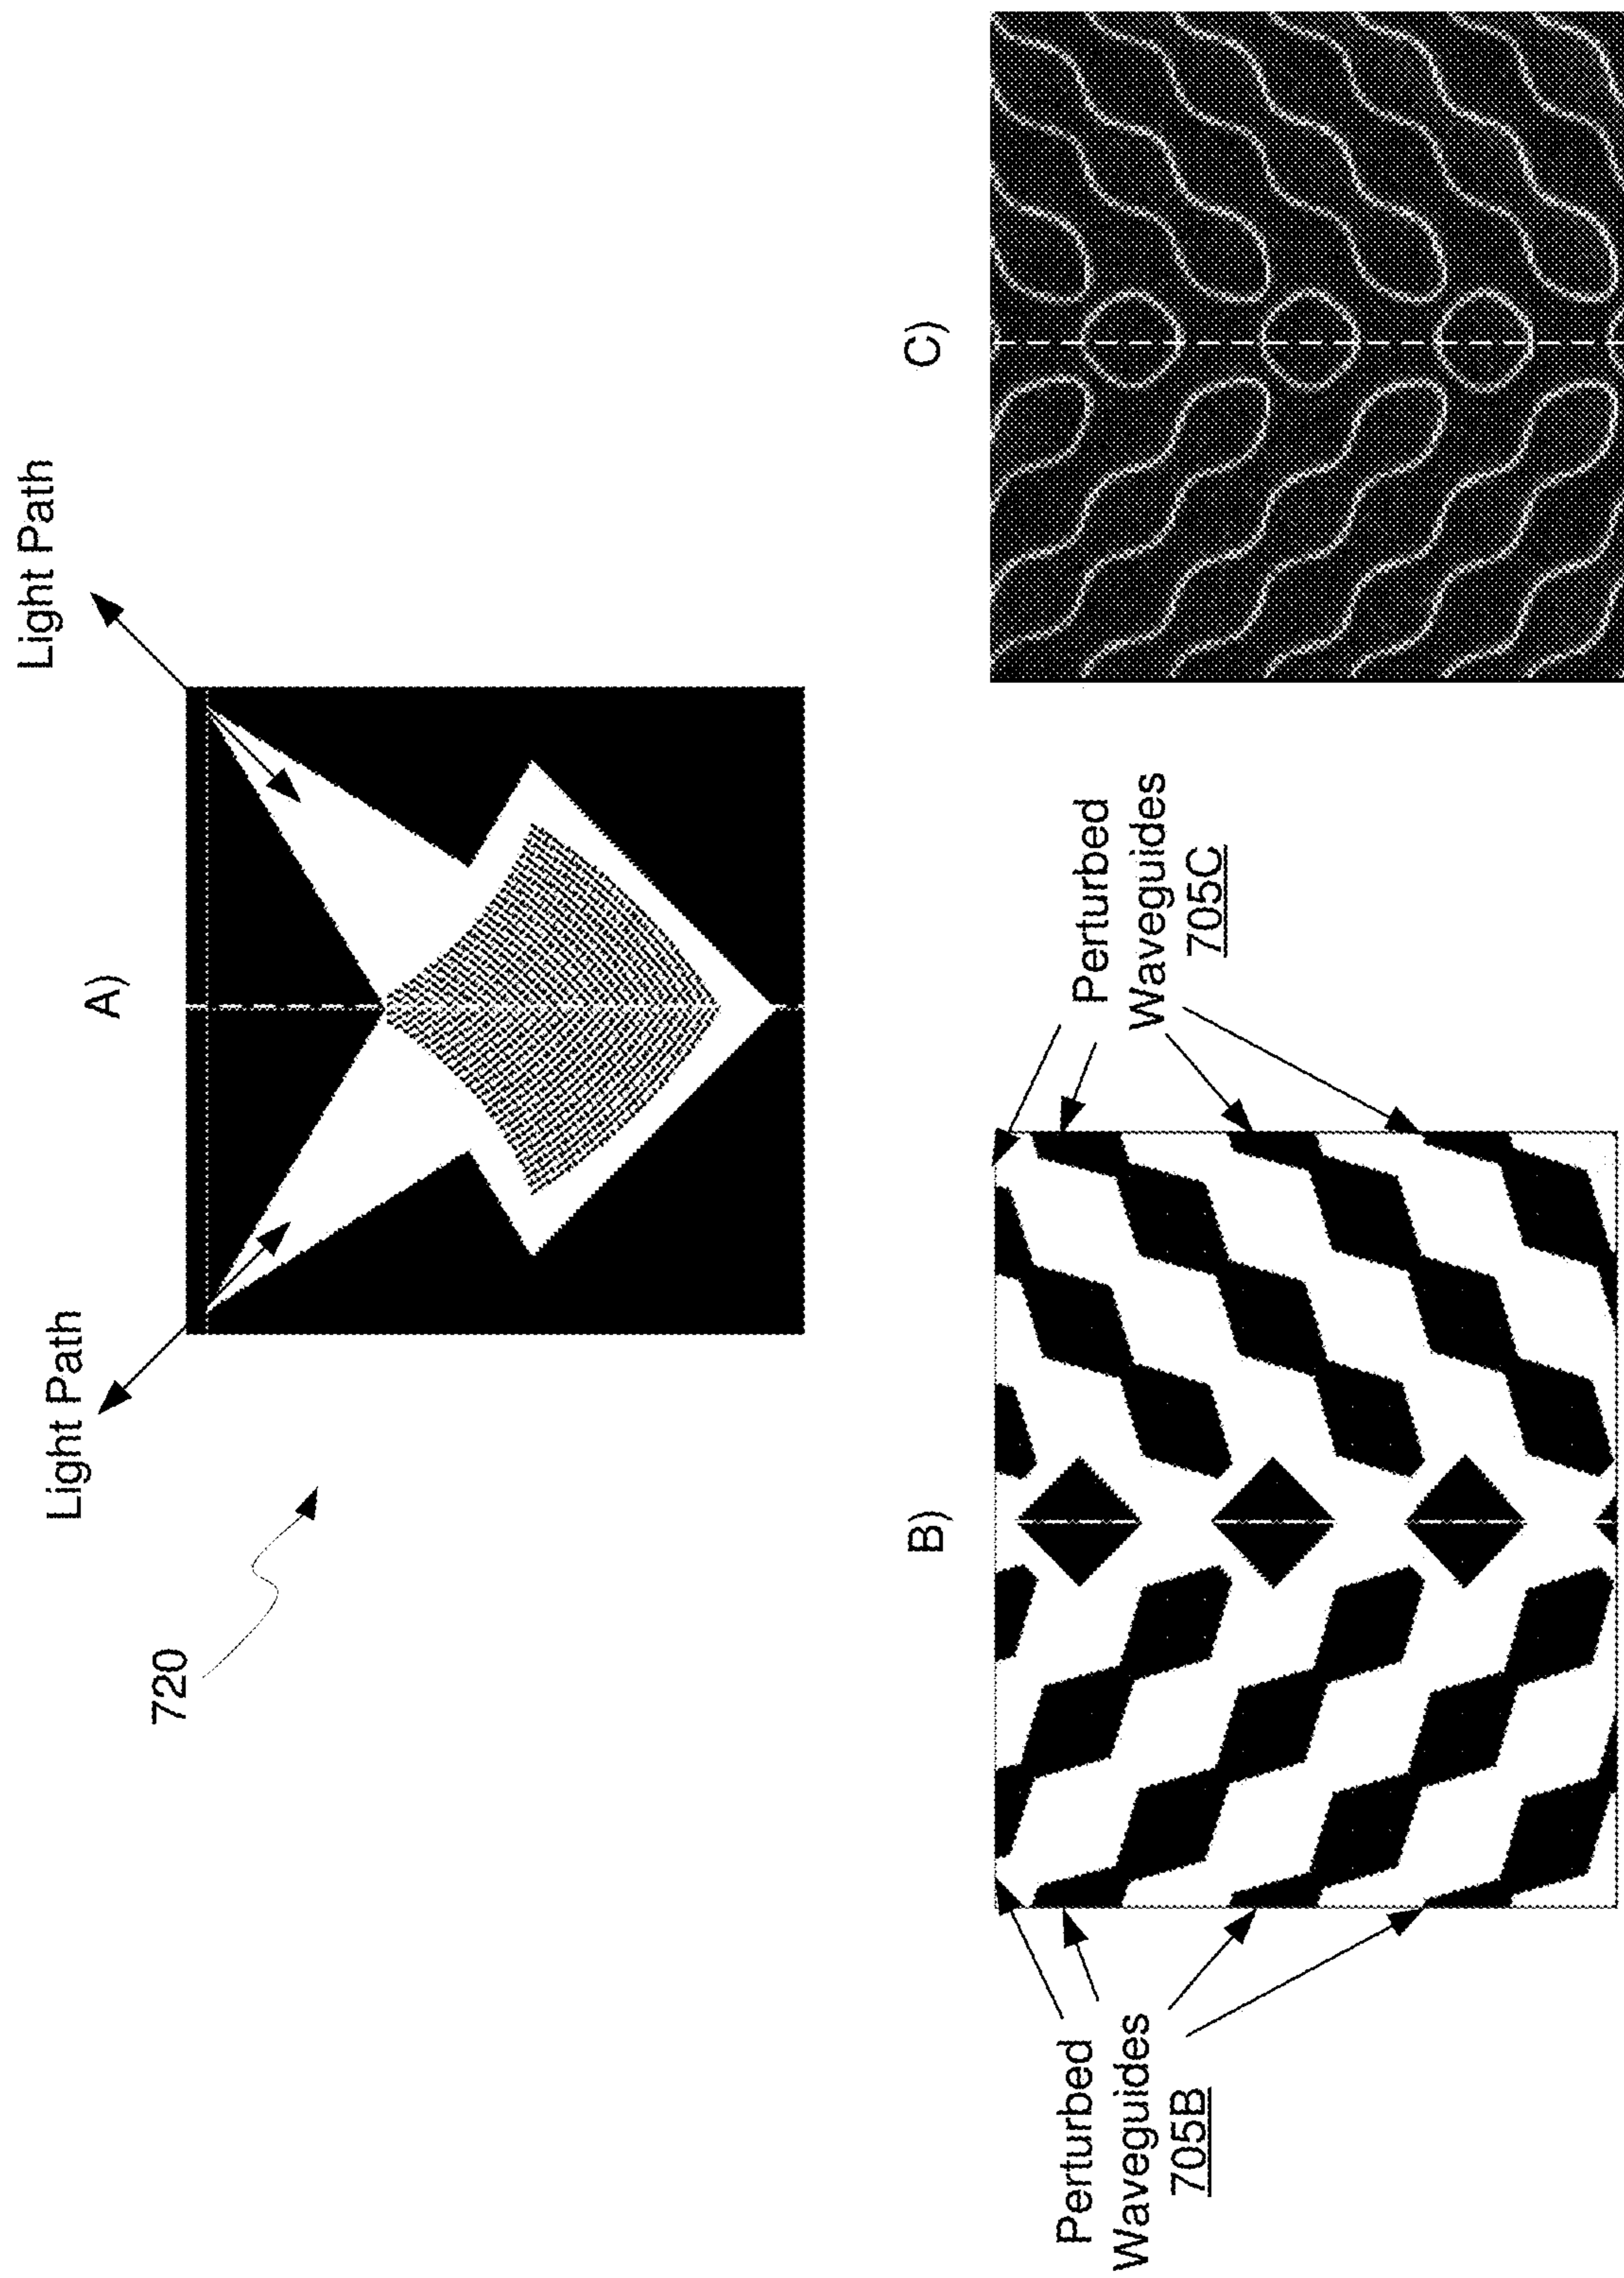 720
Light Path
A)
Light Path
Perturbed
Waveguides
705B
B)
Perturbed
Waveguides
705C
C)